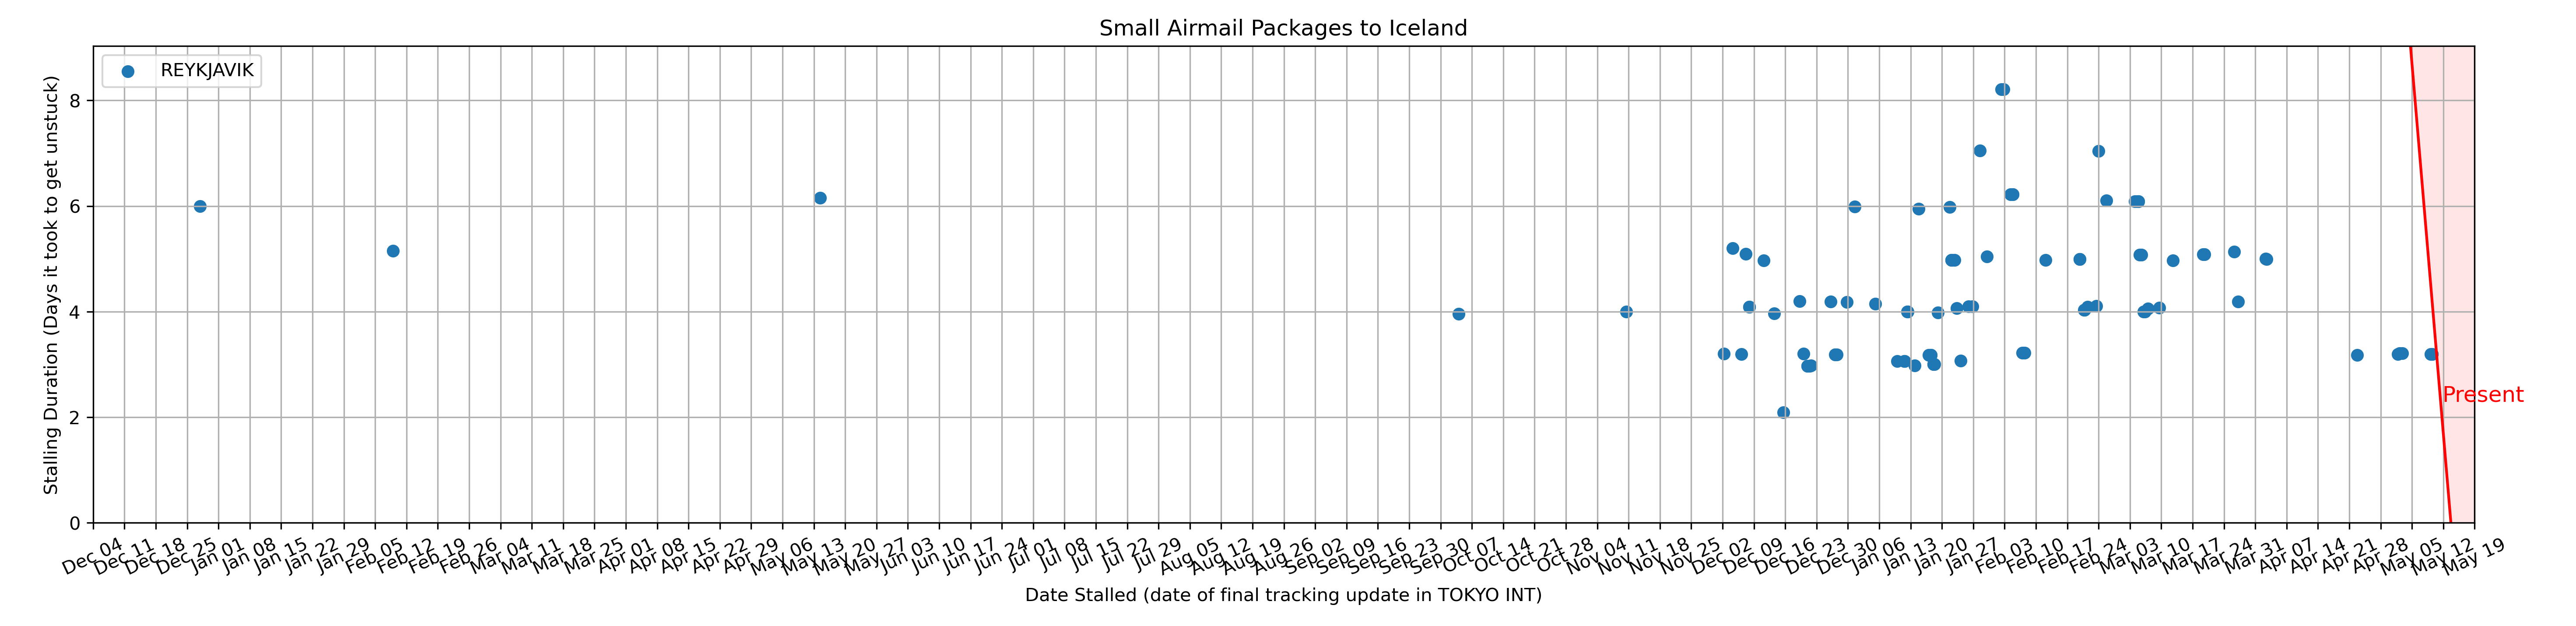 Small Airmail Packages to Iceland
REYKJAVIK
Stalling Duration (Days it took to get unstuck)
8
6
4
2
0
Present
Dec 04
Dec 11
Dec 18
Dec 25
Jan 01
Jan 08
Jan 15
Jan 22
Jan 29
Feb 05
Feb 12
Feb 19
Feb 26
Mar 04
Mar 11
Mar 18
Mar 25
Apr 01
Apr 08
Apr 15
Apr 22
Apr 29
May 06
May 13
May 20
May 27
Jun 03
Jun 10
Jun 17
Jun 24
Jul 01
Jul 08
Jul 15
Jul 22
Jul 29
Aug 05
Aug 12
Aug 19
Aug 26
Sep 02
Sep 09
Sep 16
Sep 23
Sep 30
Oct 07
Oct 14
Oct 21
Oct 28
Nov 04
Nov 11
Nov 18
Nov 25
Dec 02
Dec 09
Dec 16
Dec 23
Dec 30
Jan 06
Jan 13
Jan 20
Jan 27
Feb 03
Feb 10
Feb 17
Feb 24
Mar 03
Mar 10
Mar 17
Mar 24
Mar 31
Apr 07
Apr 14
Apr 21
Apr 28
May 05
May 12
May 19
Date Stalled (date of final tracking update in TOKYO INT)